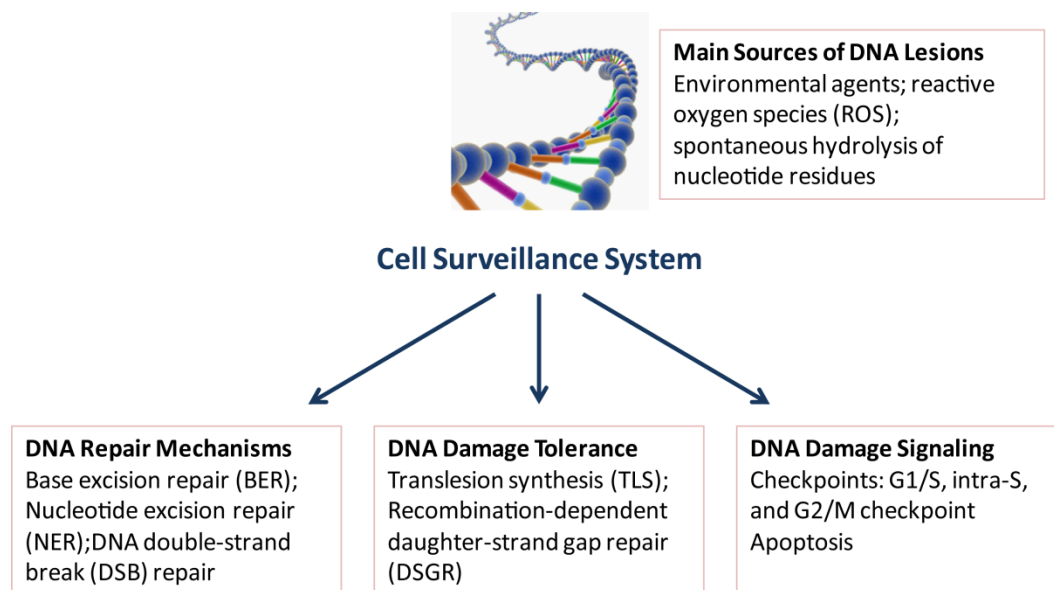 Main Sources of DNA Lesions
Environmental agents; reactive
oxygen species (ROS);
spontaneous hydrolysis of
nucleotide residues
Cell Surveillance System
DNA Repair Mechanisms
Base excision repair (BER);
Nucleotide excision repair
(NER);DNA double-strand
break (DSB) repair
DNA Damage Tolerance
Translesion synthesis (TLS);
Recombination-dependent
daughter-strand gap repair
(DSGR)
DNA Damage Signaling
Checkpoints: G1/S, intra-S,
and G2/M checkpoint
Apoptosis